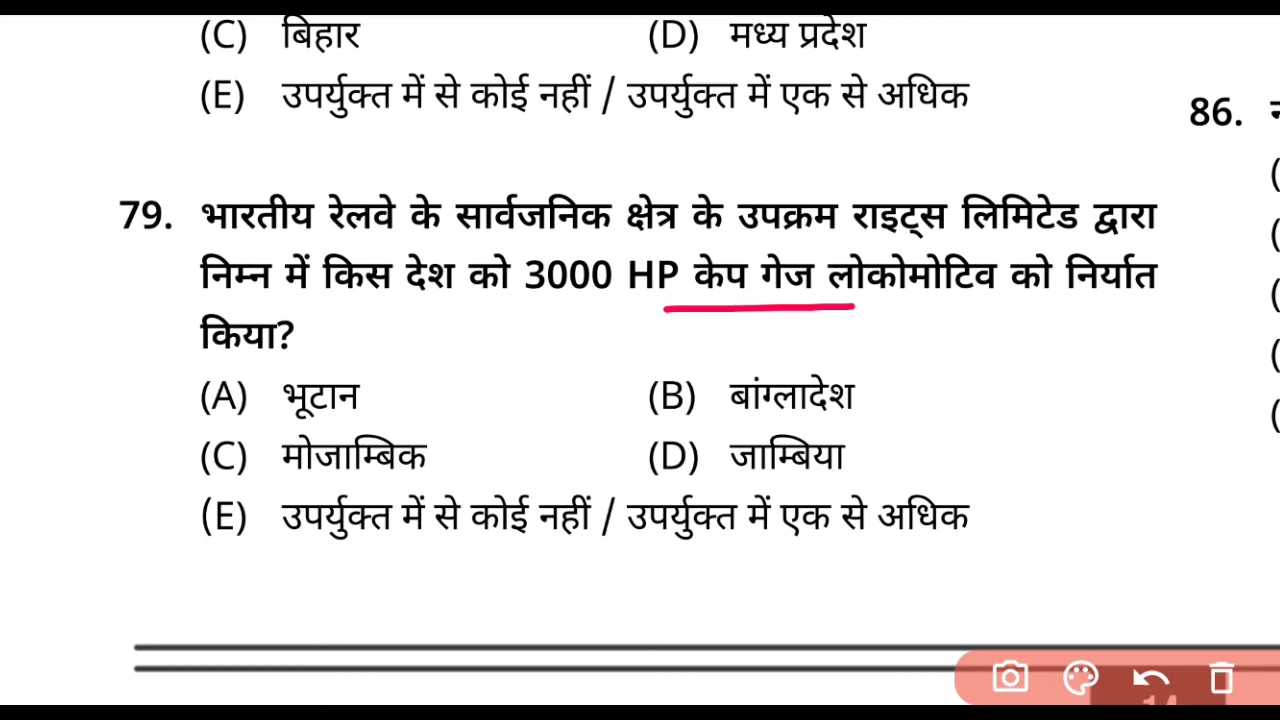 (C) बिहार (D) मध्य प्रदेश
(E) उपर्युक्त में से कोई नहीं / उपर्युक्त में एक से अधिक
86.
79. भारतीय रेलवे के सार्वजनिक क्षेत्र के उपक्रम राइट्स लिमिटेड द्वारा
निम्न में किस देश को 3000 HP केप गेज लोकोमोटिव को निर्यात
किया?
(A) भूटान (B) बांग्लादेश
(C) मोजाम्बिक (D) जाम्बिया
(E) उपर्युक्त में से कोई नहीं / उपर्युक्त में एक से अधिक
14